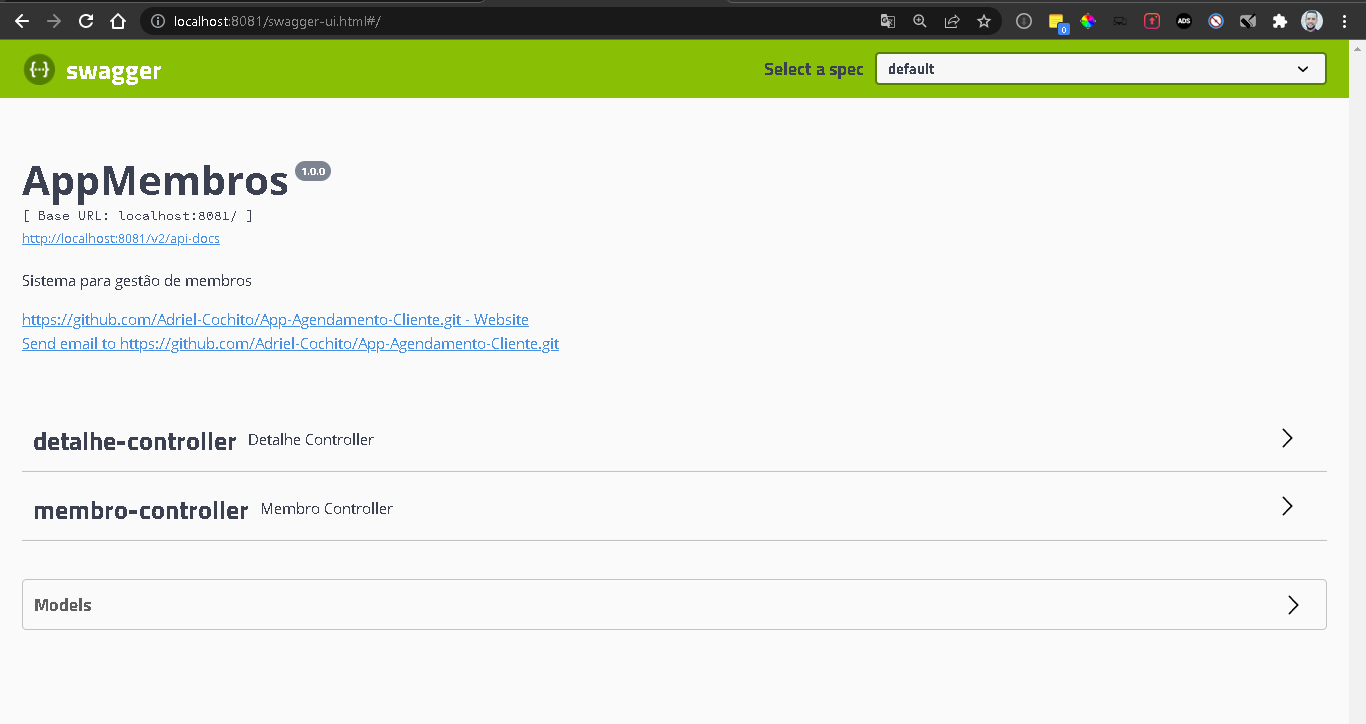 localhost:8081/swagger-ui.html#/
0
ADS
{··}
swagger
Select a spec
default
AppMembros 1.0.0
[ Base URL: localhost:8081/ ]
http://localhost:8081/v2/api-docs
Sistema para gestão de membros
https://github.com/Adriel-Cochito/App-Agendamento-Cliente.git - Website
Send email to https://github.com/Adriel-Cochito/App-Agendamento-Cliente.git
detalhe-controller Detalhe Controller
membro-controller Membro Controller
Models